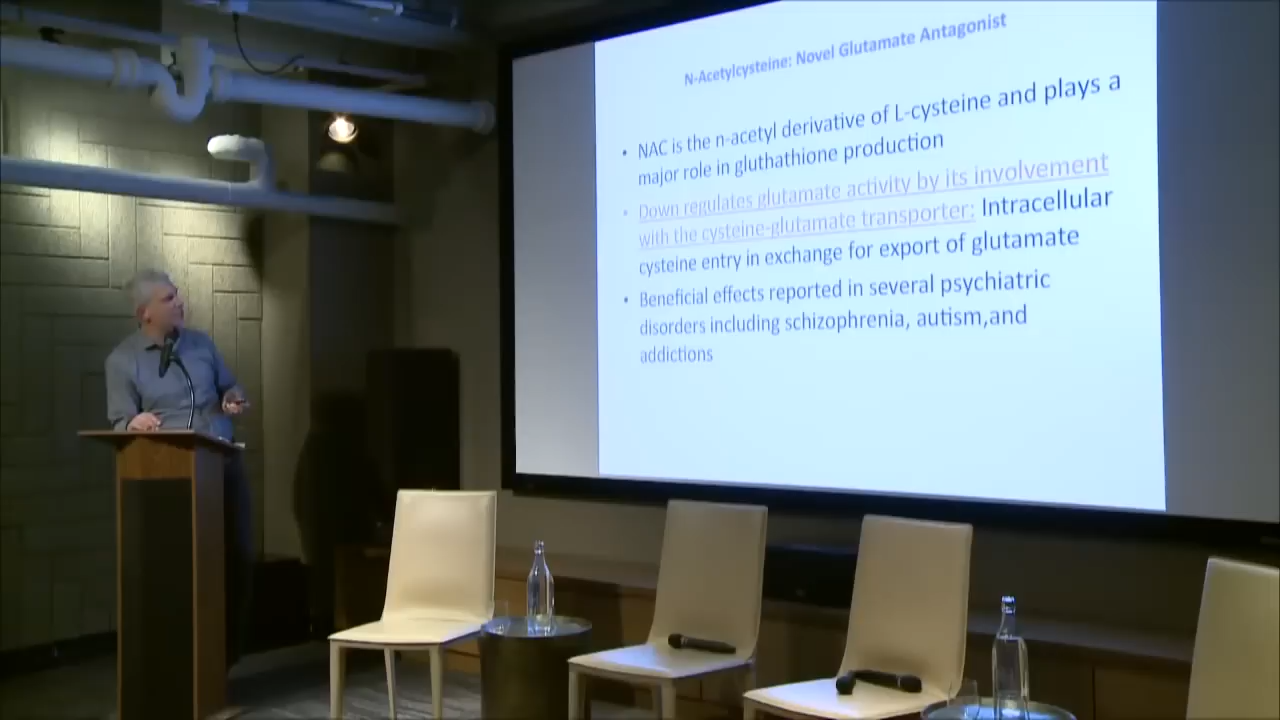 N-Acetylcysteine: Novel Glutamate Antagonist
• NAC is the n-acetyl derivative of L-cysteine and plays a
major role in gluthathione production
• Down regulates glutamate activity by its involvement
with the cysteine-glutamate transporter: Intracellular
cysteine entry in exchange for export of glutamate
• Beneficial effects reported in several psychiatric
disorders including schizophrenia, autism,and
addictions